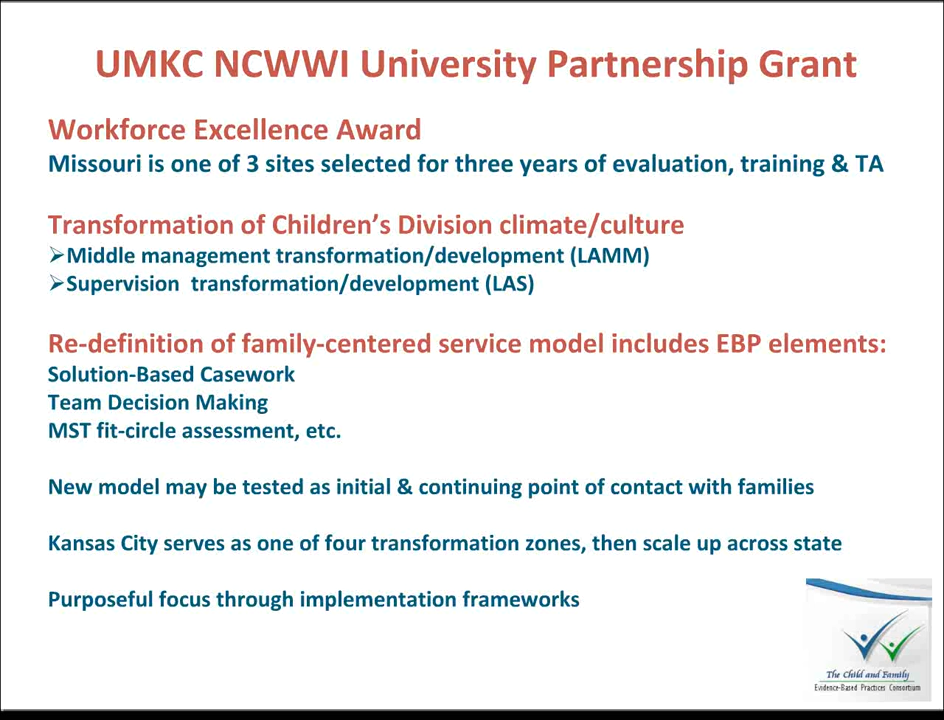 UMKC NCWWI University Partnership Grant
Workforce Excellence Award
Missouri is one of 3 sites selected for three years of evaluation, training & TA
Transformation of Children’s Division climate/culture
➢Middle management transformation/development (LAMM)
➢Supervision transformation/development (LAS)
Re-definition of family-centered service model includes EBP elements:
Solution-Based Casework
Team Decision Making
MST fit-circle assessment, etc.
New model may be tested as initial & continuing point of contact with families
Kansas City serves as one of four transformation zones, then scale up across state
Purposeful focus through implementation frameworks
The Child and Family
Evidence-Based Practices Consortium